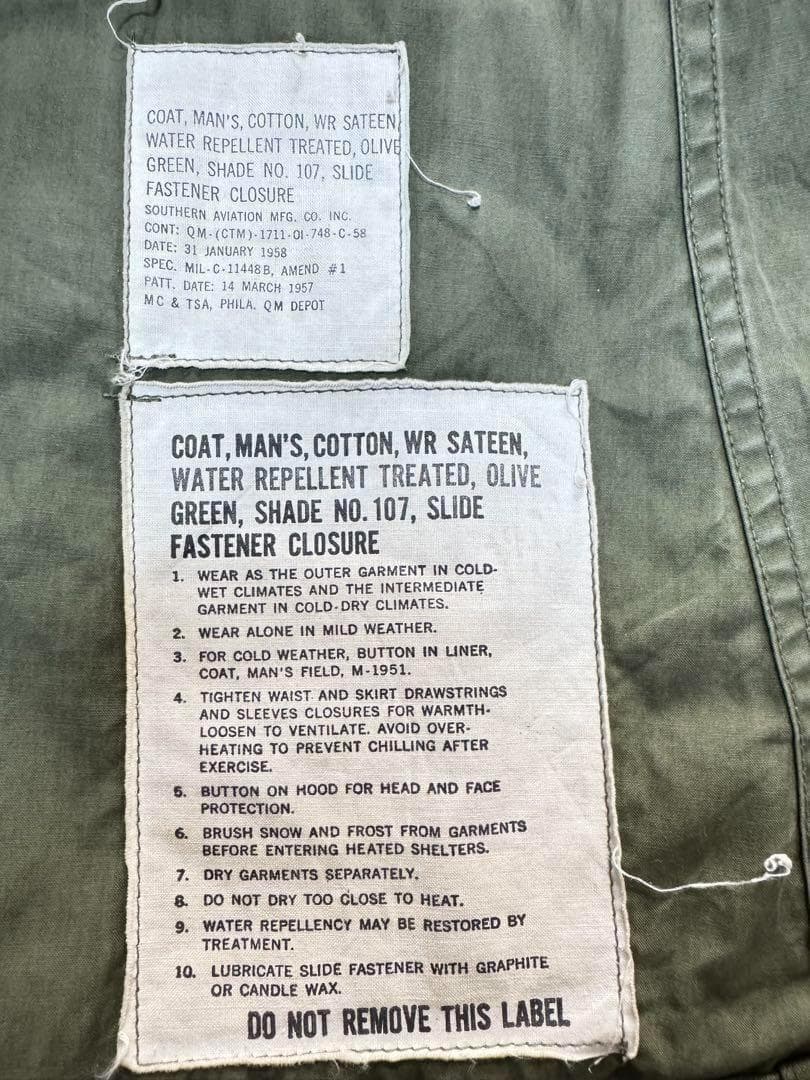 COAT, MAN'S, COTTON, WR SATEEN,
WATER REPELLENT TREATED, OLIVE
GREEN, SHADE NO. 107, SLIDE
FASTENER CLOSURE
SOUTHERN AVIATION MFG. CO. INC.
CONT: QM-(CTM)-1711-OI-748-C-58
DATE: 31 JANUARY 1958
SPEC. MIL-C-11448B, AMEND #1
PATT. DATE: 14 MARCH 1957
MC & TSA, PHILA. QM DEPOT
COAT, MAN'S, COTTON, WR SATEEN,
WATER REPELLENT TREATED, OLIVE
GREEN, SHADE NO. 107, SLIDE
FASTENER CLOSURE
1. WEAR AS THE OUTER GARMENT IN COLD-
WET CLIMATES AND THE INTERMEDIATE
GARMENT IN COLD-DRY CLIMATES.
2. WEAR ALONE IN MILD WEATHER.
3. FOR COLD WEATHER, BUTTON IN LINER,
COAT, MAN'S FIELD, M-1951.
4. TIGHTEN WAIST AND SKIRT DRAWSTRINGS
AND SLEEVES CLOSURES FOR WARMTH-
LOOSEN TO VENTILATE. AVOID OVER-
HEATING TO PREVENT CHILLING AFTER
EXERCISE.
5. BUTTON ON HOOD FOR HEAD AND FACE
PROTECTION.
6. BRUSH SNOW AND FROST FROM GARMENTS
BEFORE ENTERING HEATED SHELTERS.
7. DRY GARMENTS SEPARATELY.
8. DO NOT DRY TOO CLOSE TO HEAT.
9. WATER REPELLENCY MAY BE RESTORED BY
TREATMENT.
10. LUBRICATE SLIDE FASTENER WITH GRAPHITE
OR CANDLE WAX.
DO NOT REMOVE THIS LABEL